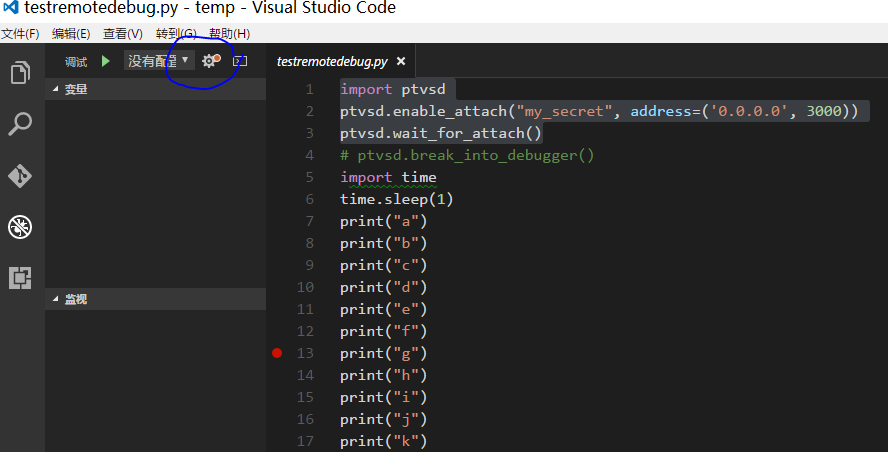 testremotedebug.py - temp - Visual Studio Code
文件(F) 编辑(E) 查看(V) 转到(G) 帮助(H)
调试 没有配置
testremotedebug.py
变量
监视
1 import ptvsd
2 ptvsd.enable_attach("my_secret", address=('0.0.0.0', 3000))
3 ptvsd.wait_for_attach()
4 # ptvsd.break_into_debugger()
5 import time
6 time.sleep(1)
7 print("a")
8 print("b")
9 print("c")
10 print("d")
11 print("e")
12 print("f")
13 print("g")
14 print("h")
15 print("i")
16 print("j")
17 print("k")